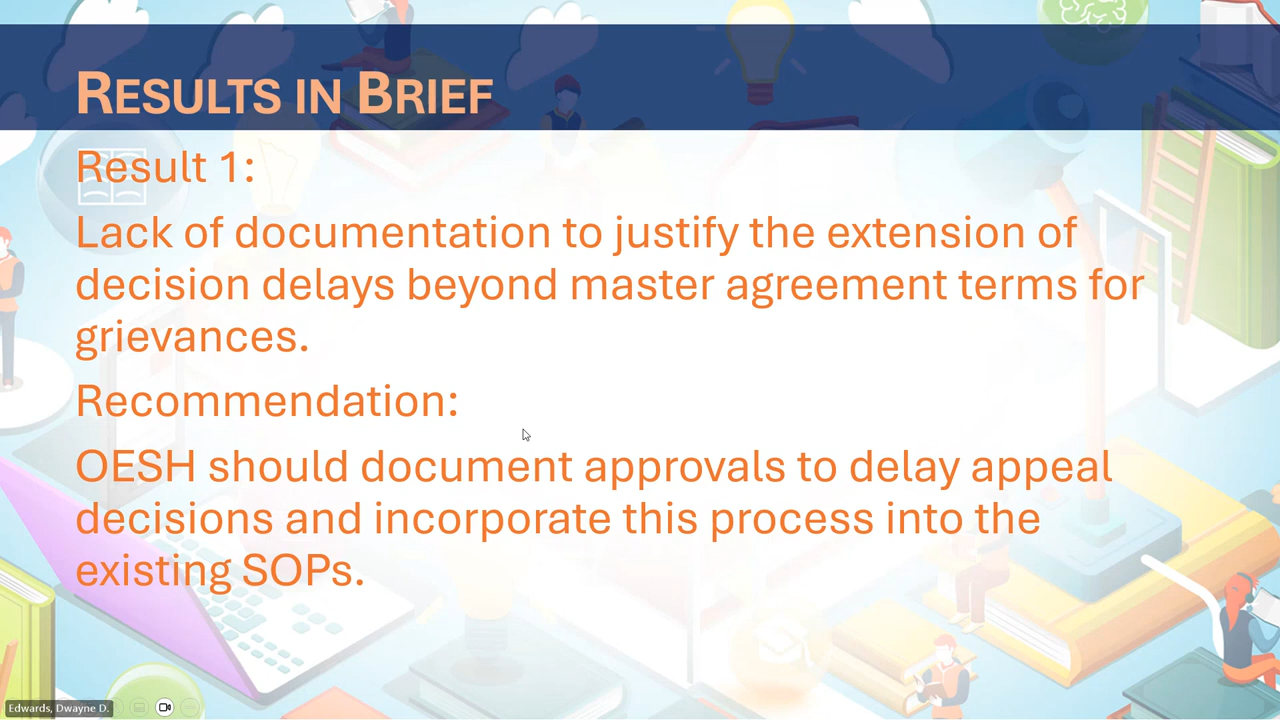 RESULTS IN BRIEF
Result 1:
Lack of documentation to justify the extension of
decision delays beyond master agreement terms for
grievances.
Recommendation:
OESH should document approvals to delay appeal
decisions and incorporate this process into the
existing SOPs.
Edwards, Dwayne D.